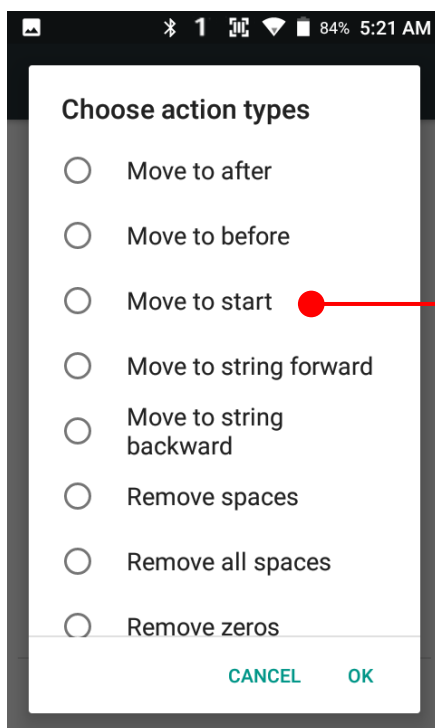 1 84% 5:21 AM
Choose action types
Move to after
Move to before
Move to start
Move to string forward
Move to string
backward
Remove spaces
Remove all spaces
Remove zeros
CANCEL OK